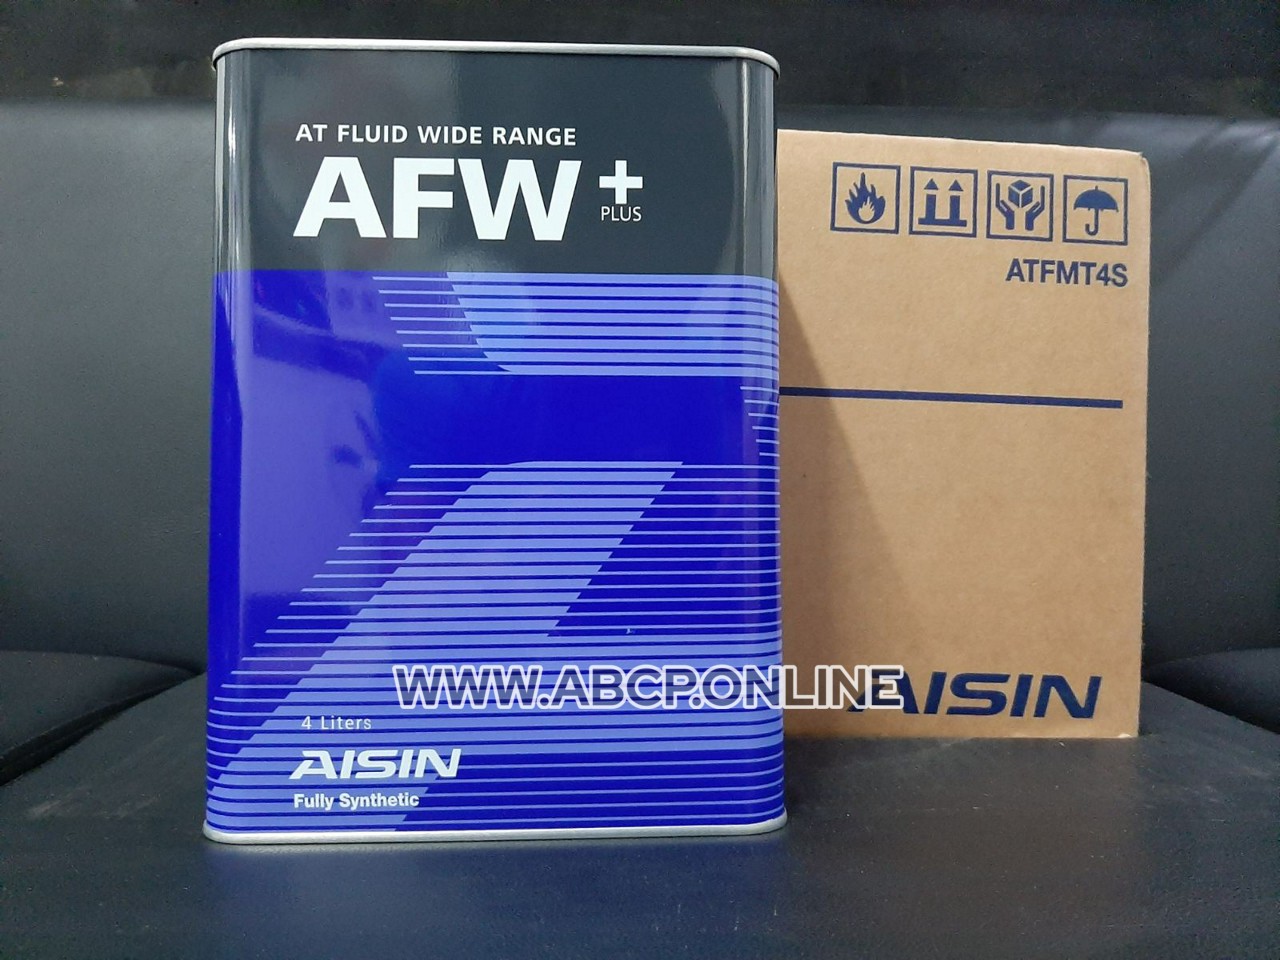 AT FLUID WIDE RANGE
AFW +
PLUS
ATFMT4S
WWW.ABCP.ONLINE
AISIN
4 Liters
AISIN
Fully Synthetic